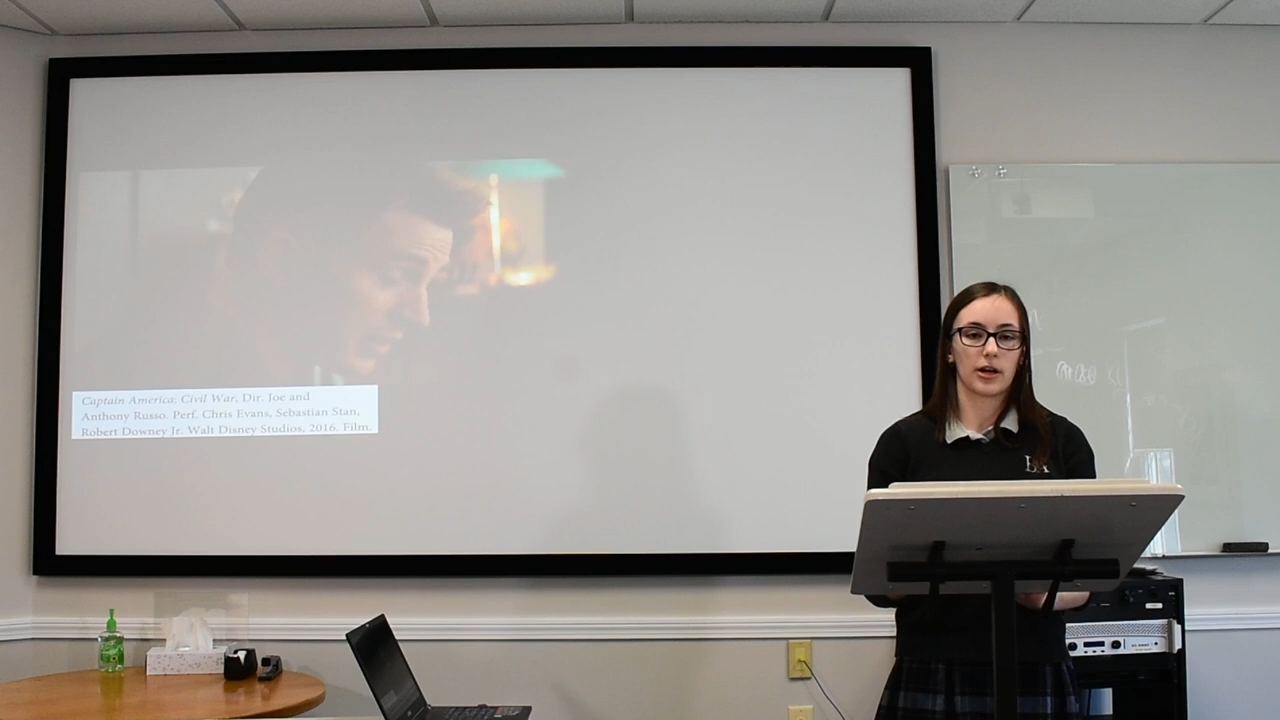 Captain America: Civil War, Dir. Joe and
Anthony Russo. Perf. Chris Evans, Sebastian Stan,
Robert Downey Jr. Walt Disney Studios, 2016. Film.